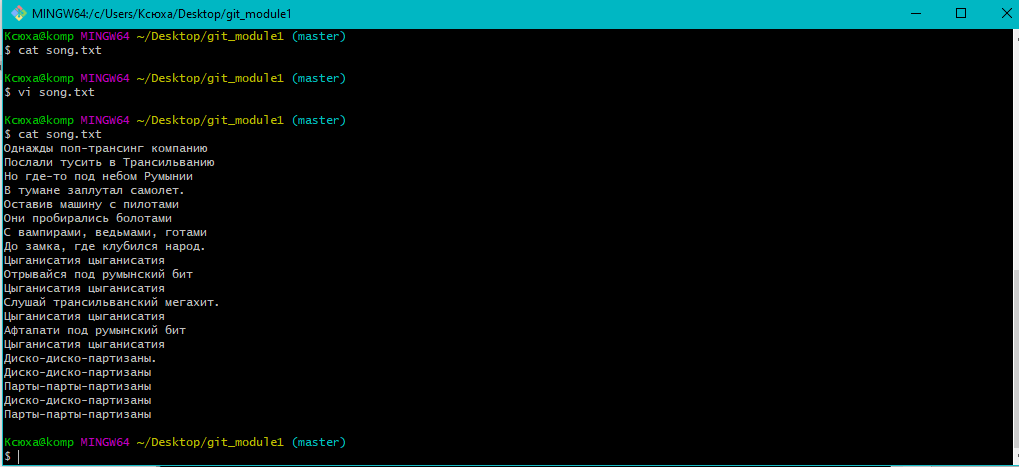 MINGW64:/c/Users/Ксюха/Desktop/git_module1
Ксюха@komp MINGW64 ~/Desktop/git_module1 (master)
$ cat song.txt
Ксюха@komp MINGW64 ~/Desktop/git_module1 (master)
$ vi song.txt
Ксюха@komp MINGW64 ~/Desktop/git_module1 (master)
$ cat song.txt
Однажды поп-трансинг компанию
Послали тусить в Трансильванию
Но где-то под небом Румынии
В тумане заплутал самолет.
Оставив машину с пилотами
Они пробирались болотами
С вампирами, ведьмами, готами
До замка, где клубился народ.
Цыганисатия цыганисатия
Отрывайся под румынский бит
Цыганисатия цыганисатия
Слушай трансильванский мегахит.
Цыганисатия цыганисатия
Афтапати под румынский бит
Цыганисатия цыганисатия
Диско-диско-партизаны.
Диско-диско-партизаны
Парты-парты-партизаны
Диско-диско-партизаны
Парты-парты-партизаны
Ксюха@komp MINGW64 ~/Desktop/git_module1 (master)
$